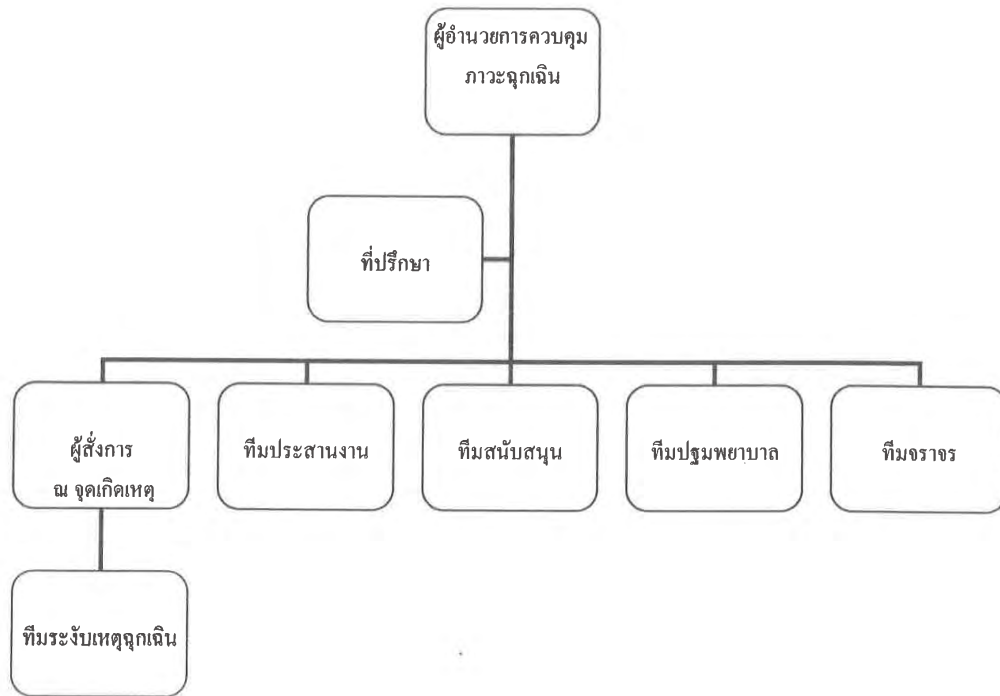 ผู้อำนวยการควบคุม
ภาวะฉุกเฉิน
ที่ปรึกษา
ผู้สั่งการ
ณ จุดเกิดเหตุ
ทีมประสานงาน
ทีมสนับสนุน
ทีมปฐมพยาบาล
ทีมจราจร
ทีมระงับเหตุฉุกเฉิน